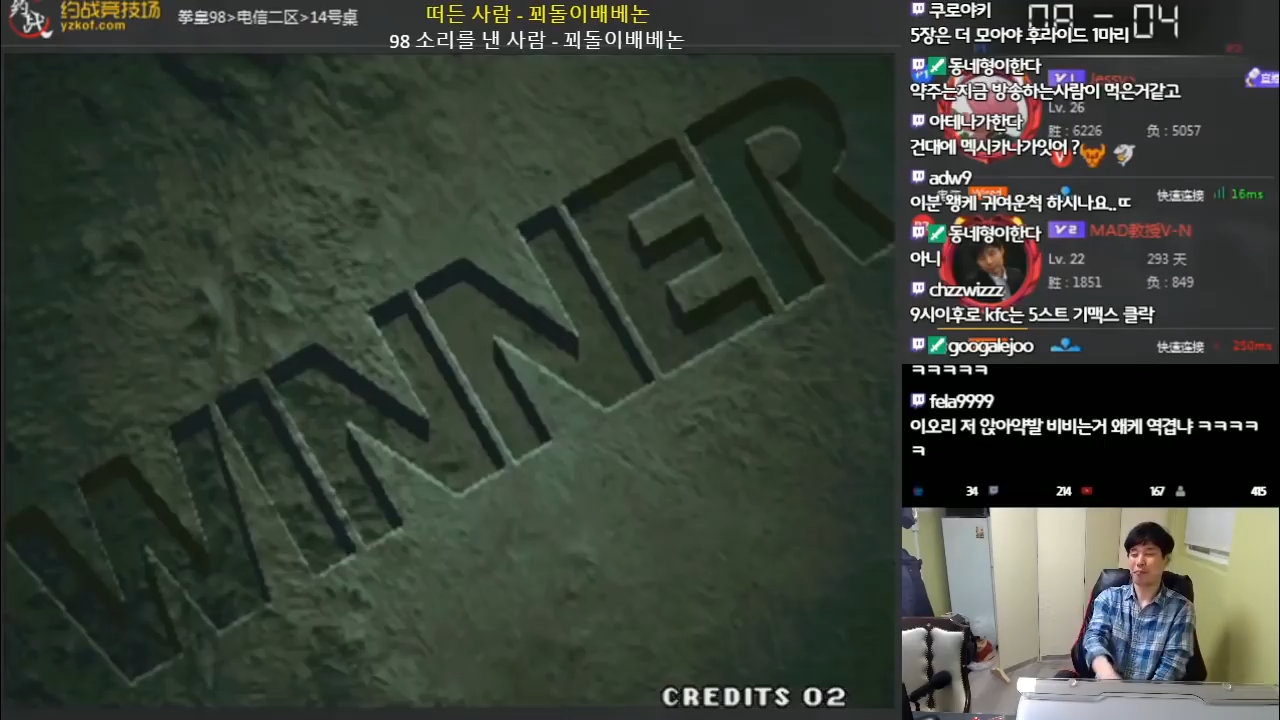 约战竞技场
yzkof.com
拳皇98>电信二区>14号桌
떠든 사람 - 꾀돌이배베논
98 소리를 낸 사람 - 꾀돌이배베논
WINNER
CREDITS 02
08 - 04
쿠로야키
5장은 더 모아야 후라이드 1마리
동네형이한다
V 1
Jessy
약주는지금 방송하는사람이 먹은거같고
Lv. 26
아테나가한다
胜 : 6226
负 : 5057
건대에 멕시카나가잇어 ?
adw9
Wired
快速连接
16ms
이분 왱케 귀여운척 하시나요..ㄸ
동네형이한다
V 2
MAD教授V-N
아니
Lv. 22
293 天
胜 : 1851
负 : 849
chzzwizzz
9시이후로 kfc는 5스트 기맥스 클락
googalejoo
快速连接
250ms
ㅋㅋㅋㅋㅋ
fela9999
이오리 저 앉아약발 비비는거 왜케 역겹냐 ㅋㅋㅋㅋ
ㅋ
34
214
167
415